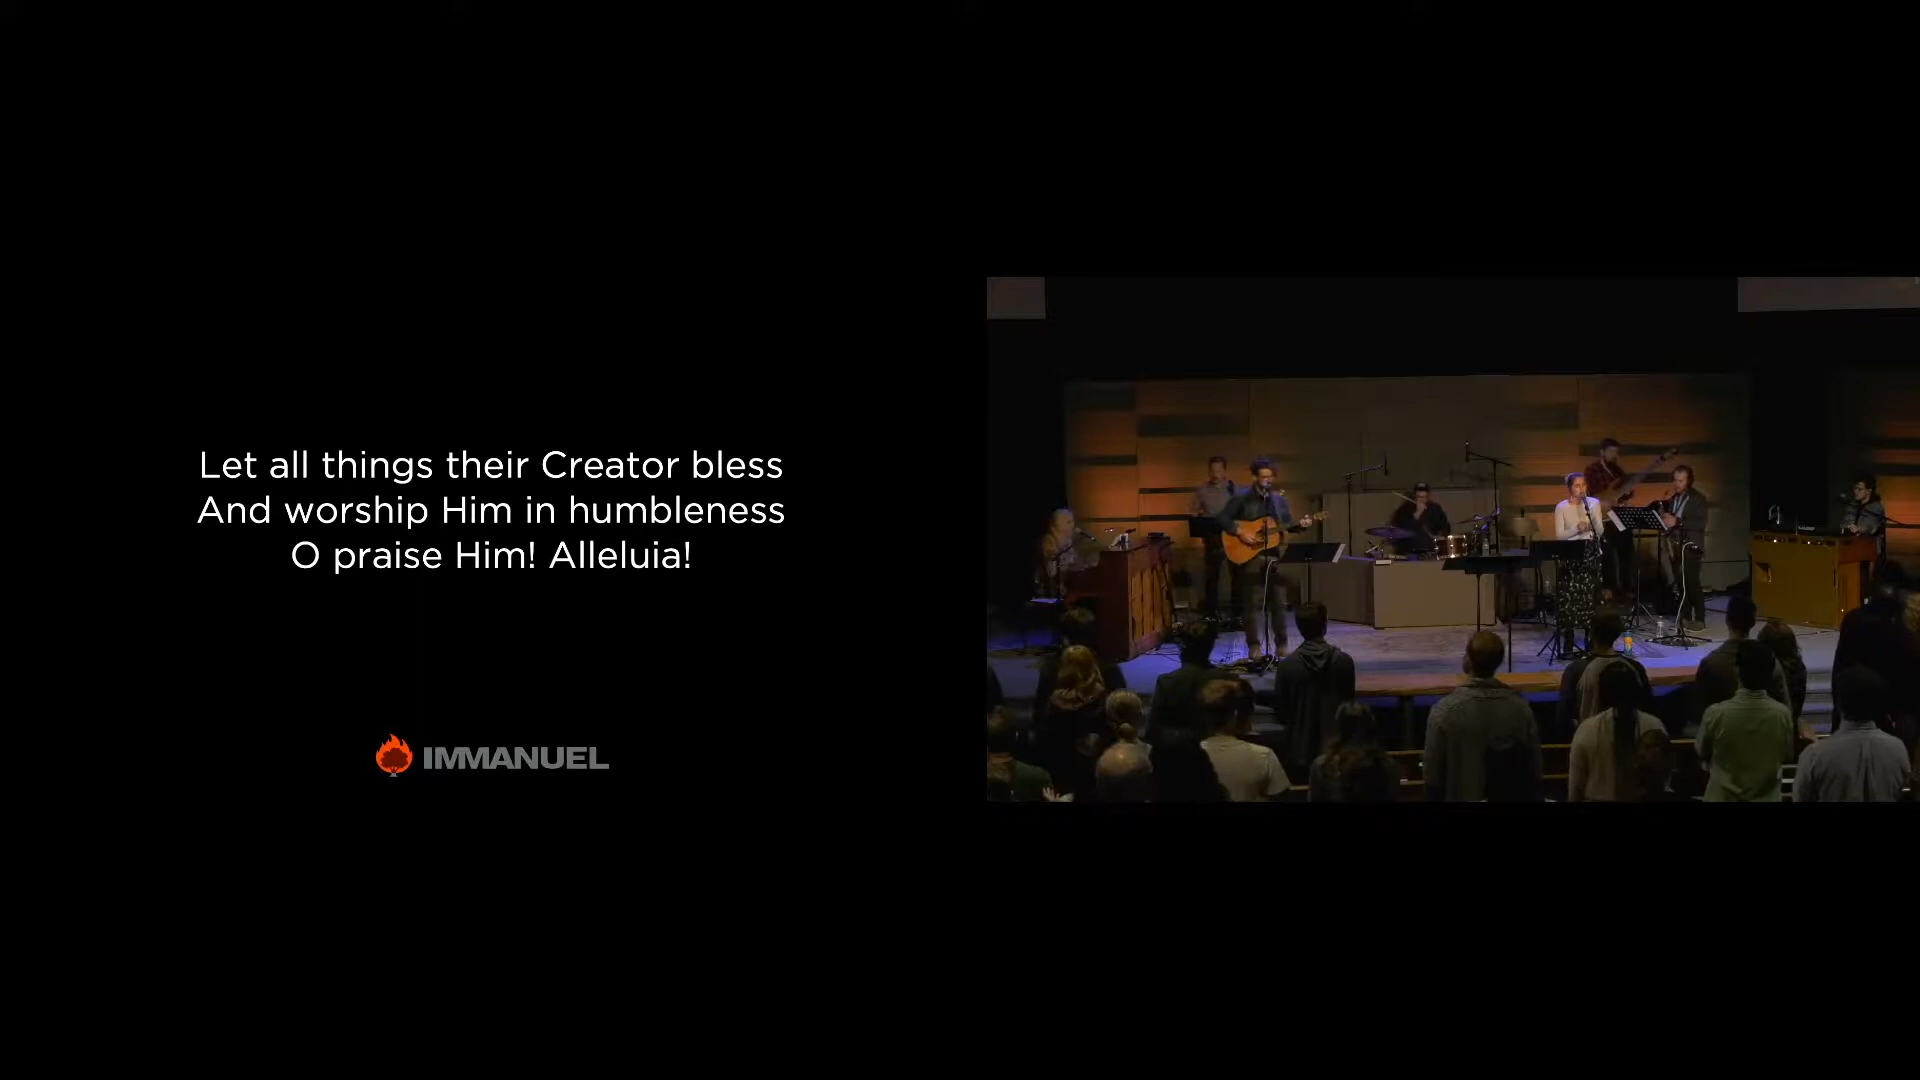 Let all things their Creator bless
And worship Him in humbleness
O praise Him! Alleluia!
IMMANUEL